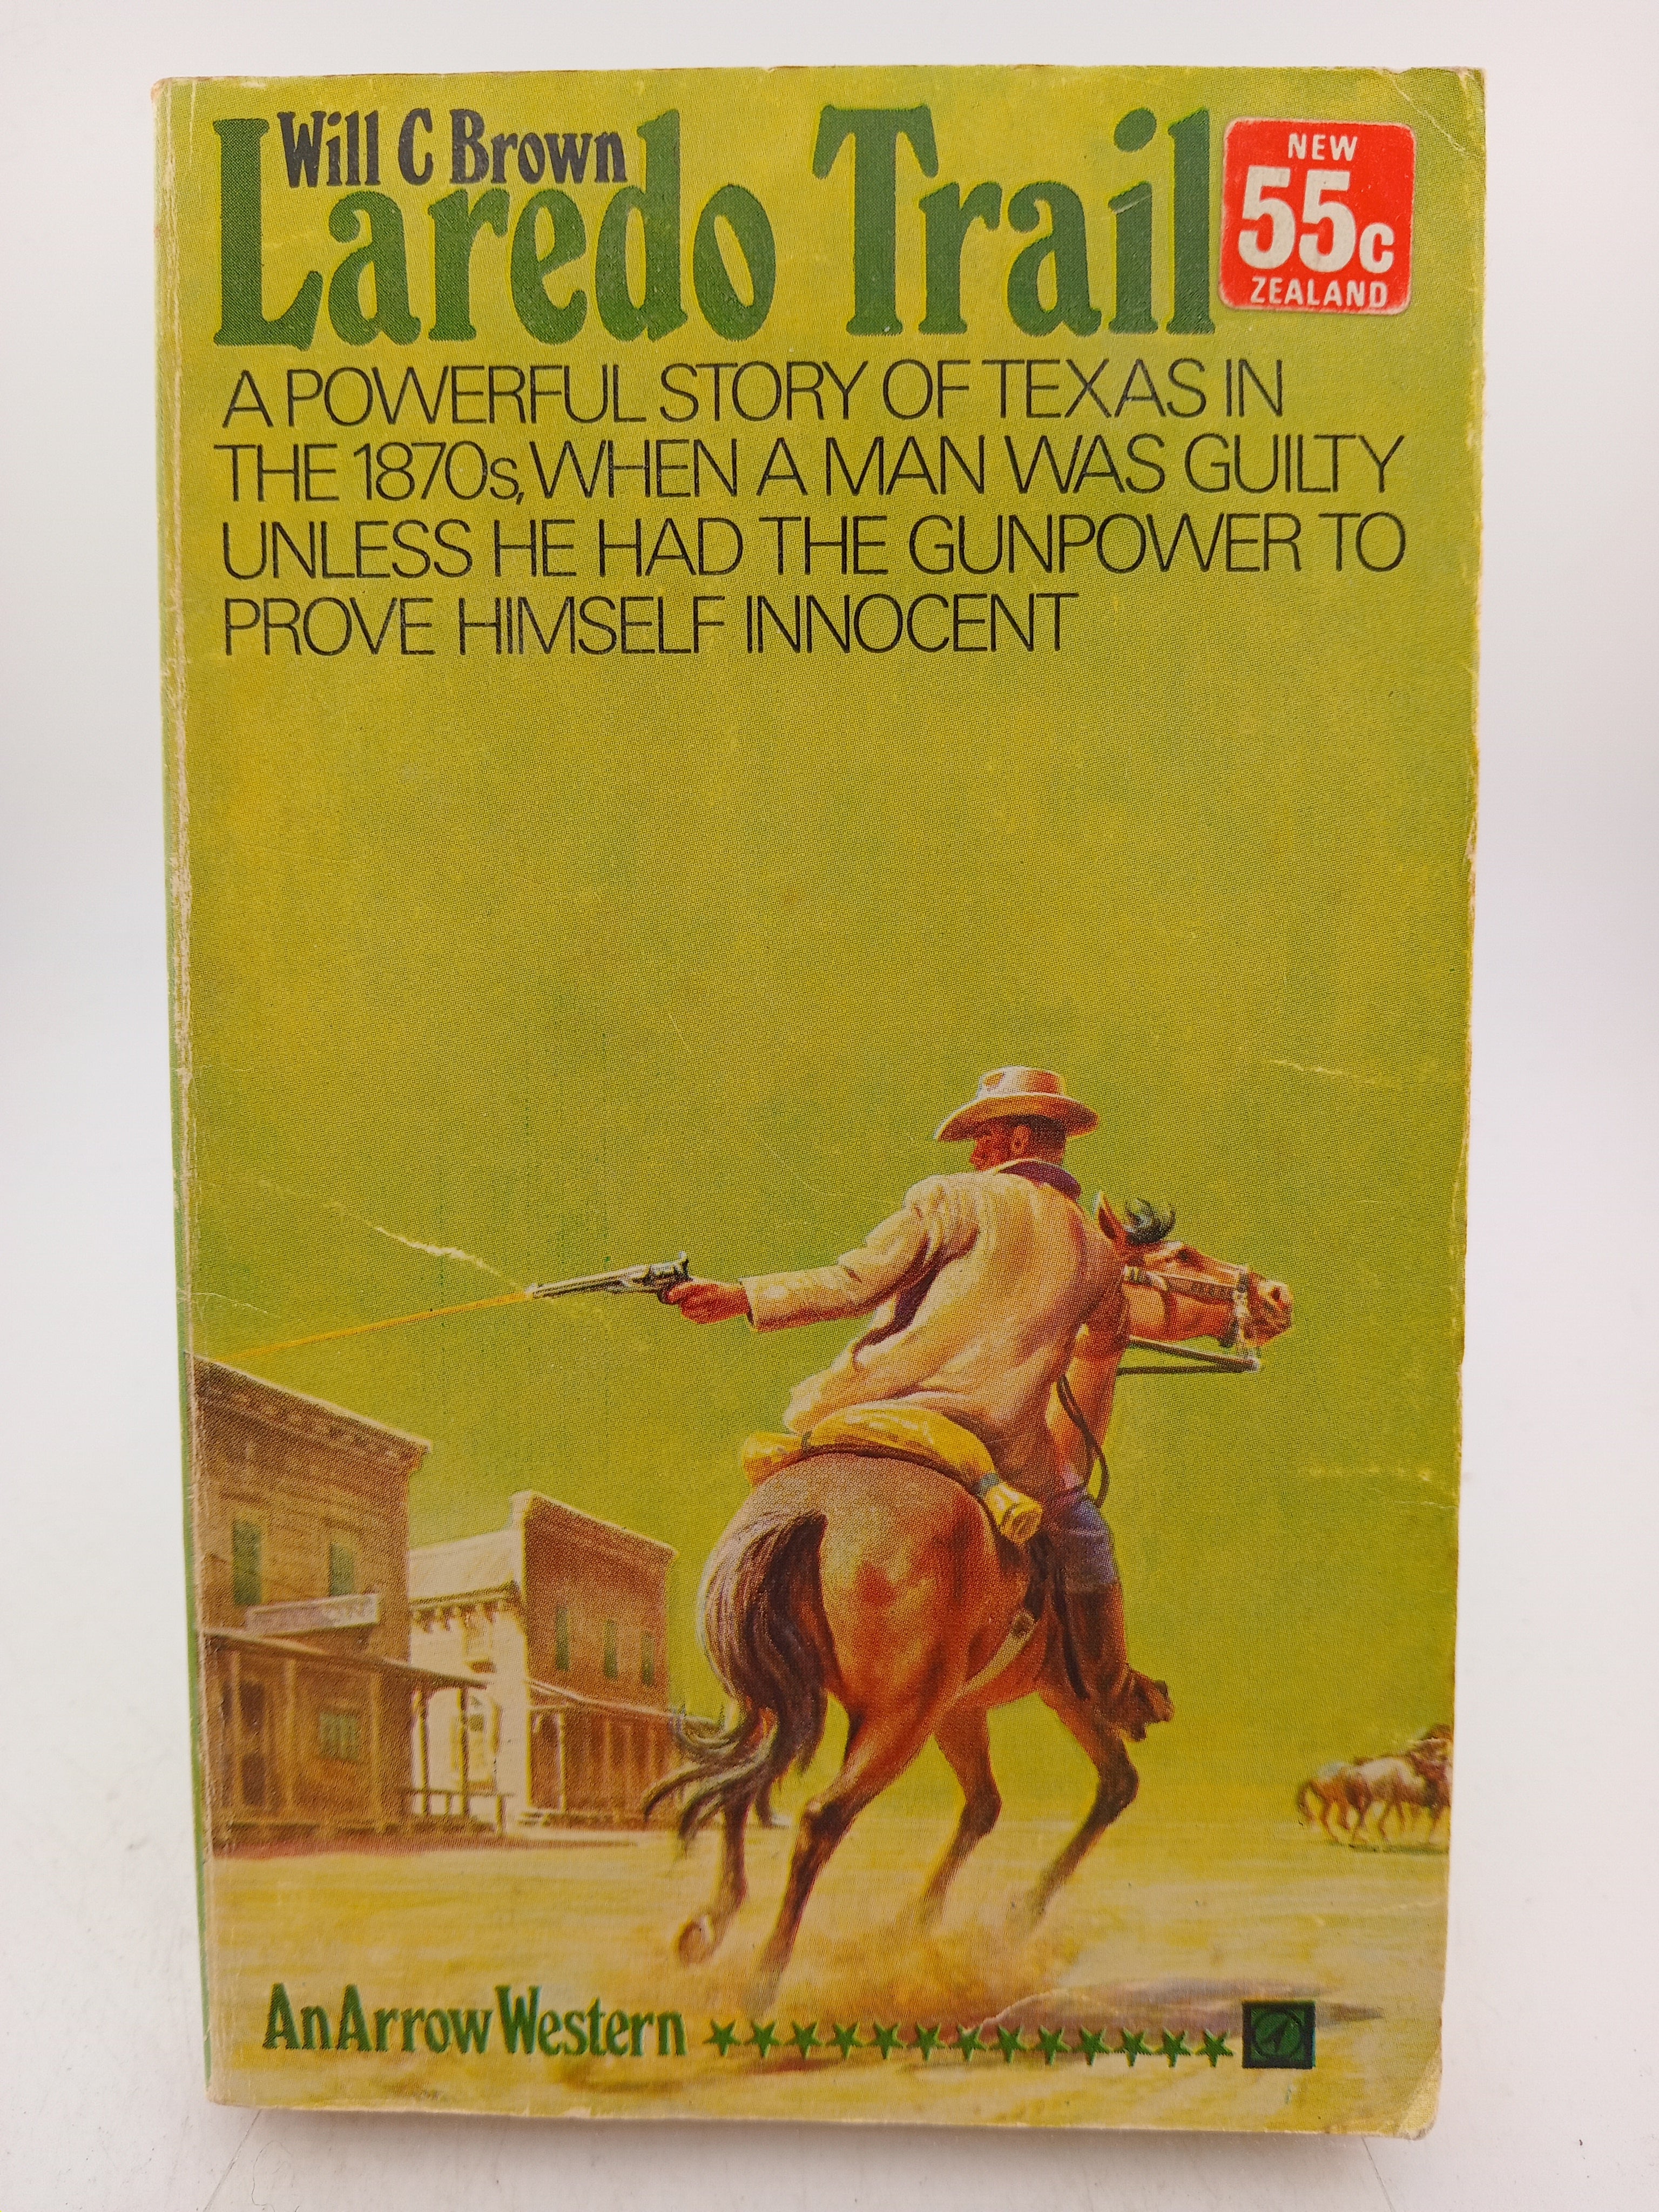 Will C Brown
Laredo Trail
NEW
55c
ZEALAND
A POWERFUL STORY OF TEXAS IN
THE 1870s, WHEN A MAN WAS GUILTY
UNLESS HE HAD THE GUNPOWER TO
PROVE HIMSELF INNOCENT
An Arrow Western